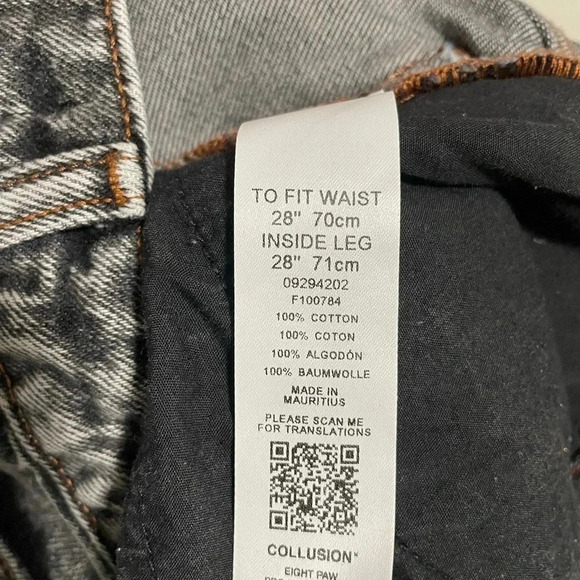 TO FIT WAIST
28" 70cm
INSIDE LEG
28" 71cm
09294202
F100784
100% COTTON
100% COTON
100% ALGODÓN
100% BAUMWOLLE
MADE IN
MAURITIUS
PLEASE SCAN ME
FOR TRANSLATIONS
COLLUSION"
EIGHT PAW